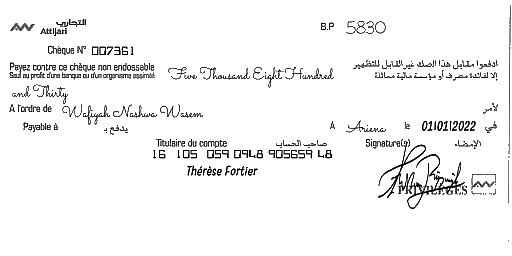 التجاري
Attijari
B.P 5830
Chèque N° 007361
Payez contre ce chèque non endossable
Sauf au profit d'une banque ou d'un organisme assimilé
Five Thousand Eight Hundred
ادفعوا مقابل هذا الصك غير القابل للتظهير
إلا لفائدة مصرف أو مؤسسة مالية مماثلة
and Thirty
A l'ordre de Wafiyah Nashwa Wasem لأمر
Payable à يدفع بـ A Ariena le 01/01/2022 في
Titulaire du compte صاحب الحساب Signature(s) الإمضاء
16 105 059 0948 905659 48
Thérèse Fortier
PRIVILEGES